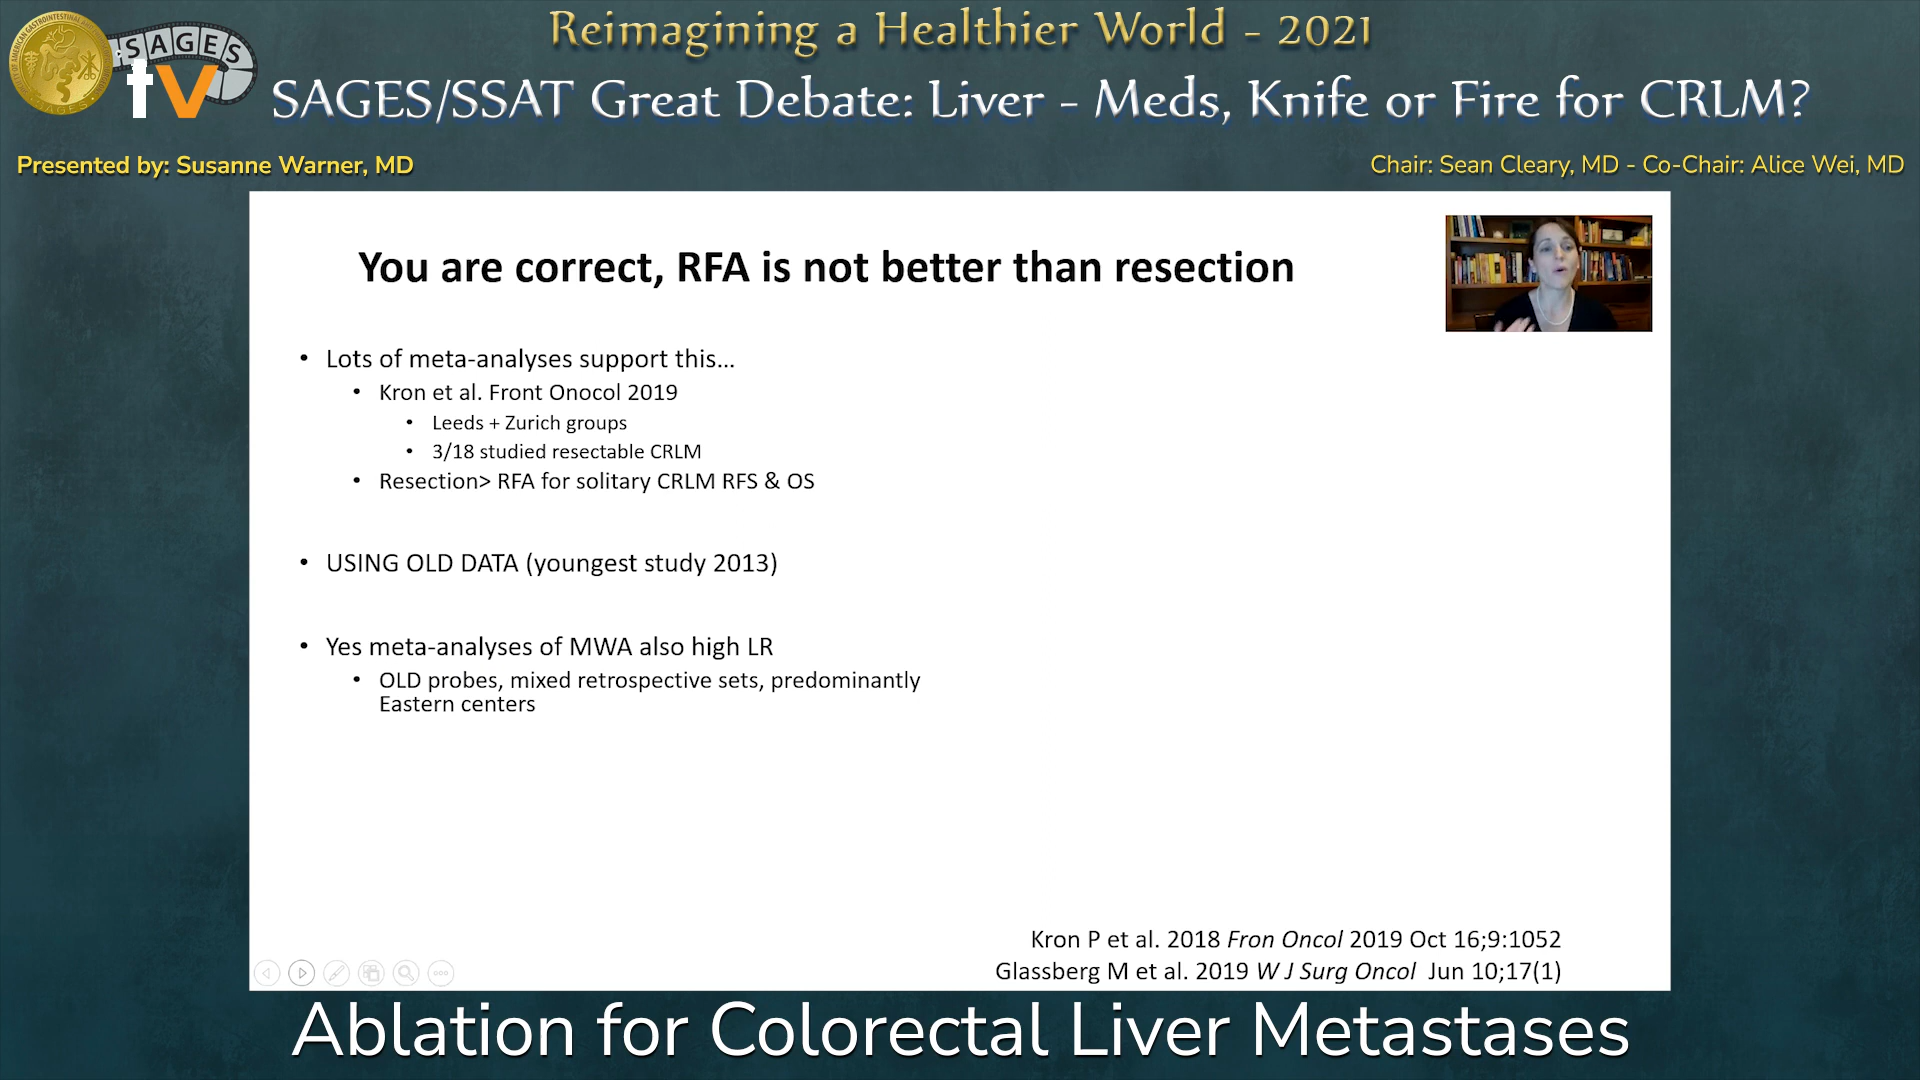 Reimagining a Healthier World - 2021
SAGES
tv
SAGES/SSAT Great Debate: Liver - Meds, Knife or Fire for CRLM?
Presented by: Susanne Warner, MD
Chair: Sean Cleary, MD - Co-Chair: Alice Wei, MD
You are correct, RFA is not better than resection
• Lots of meta-analyses support this...
• Kron et al. Front Onocol 2019
• Leeds + Zurich groups
• 3/18 studied resectable CRLM
• Resection> RFA for solitary CRLM RFS & OS
• USING OLD DATA (youngest study 2013)
• Yes meta-analyses of MWA also high LR
• OLD probes, mixed retrospective sets, predominantly
Eastern centers
Kron P et al. 2018 Fron Oncol 2019 Oct 16;9:1052
Glassberg M et al. 2019 W J Surg Oncol Jun 10;17(1)
Ablation for Colorectal Liver Metastases